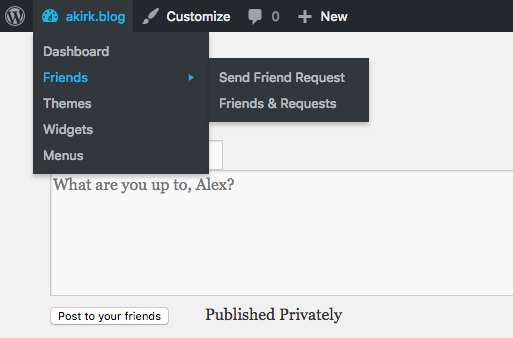 akirk.blog Customize 0 New
Dashboard
Friends
Send Friend Request
Themes
Friends & Requests
Widgets
Menus
What are you up to, Alex?
Post to your friends Published Privately